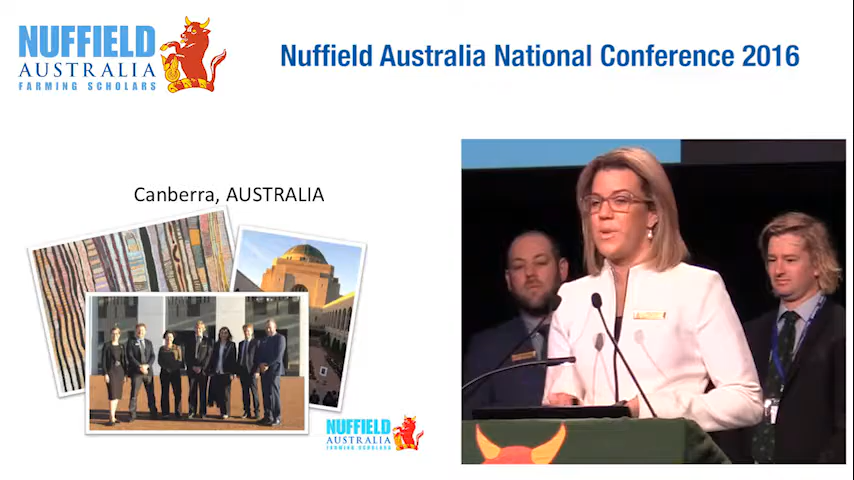 NUFFIELD
AUSTRALIA
FARMING SCHOLARS
Nuffield Australia National Conference 2016
Canberra, AUSTRALIA
NUFFIELD
AUSTRALIA
FARMING SCHOLARS